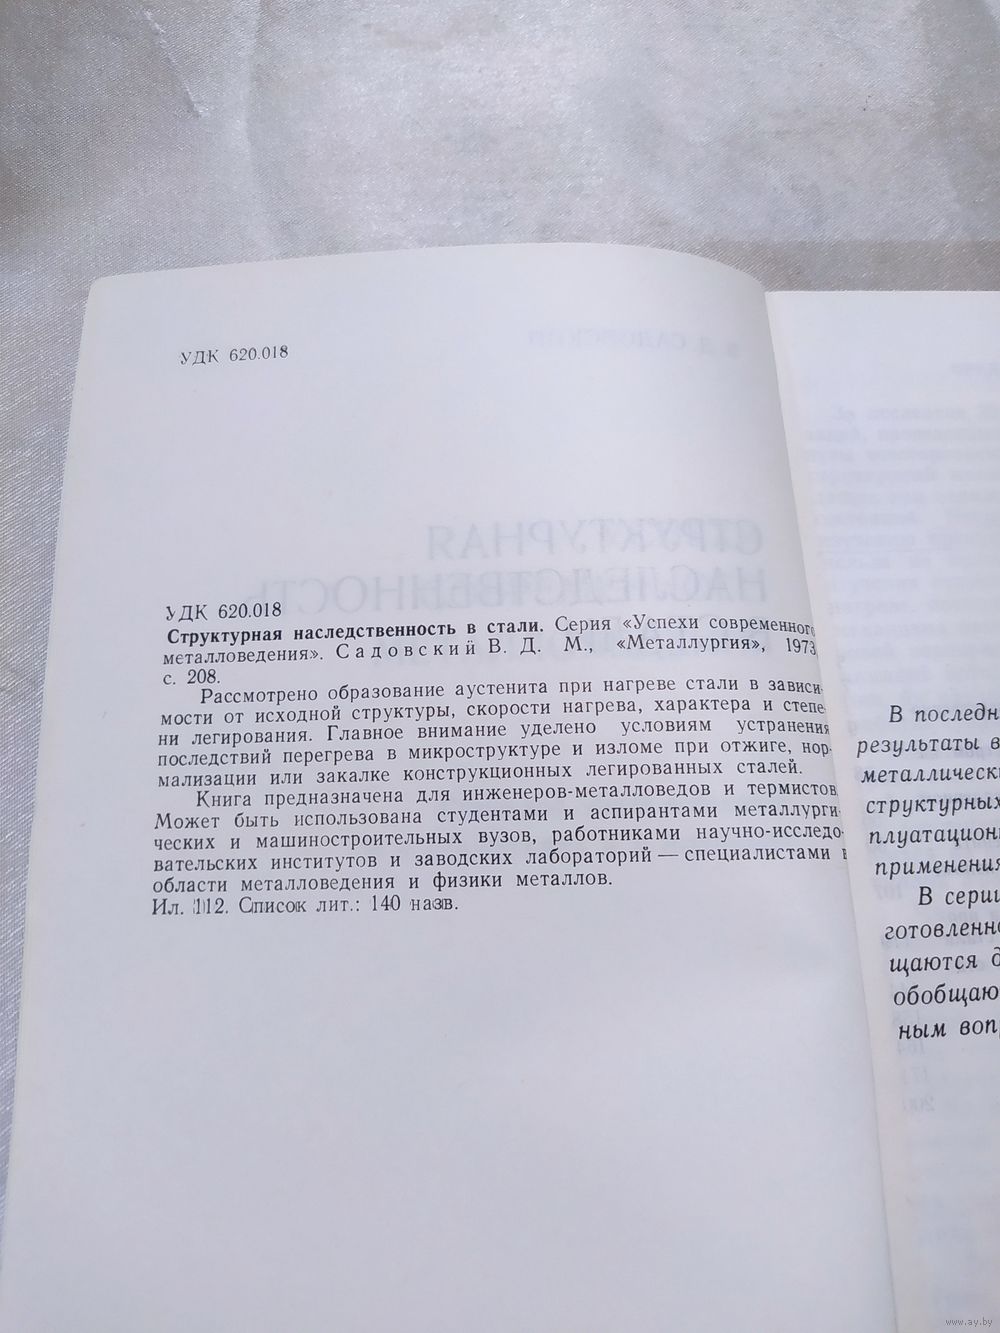 УДК 620.018
УДК 620.018
Структурная наследственность в стали. Серия «Успехи современного
металловедения». Садовский В. Д. М., «Металлургия», 1973,
с. 208.
Рассмотрено образование аустенита при нагреве стали в зависи-
мости от исходной структуры, скорости нагрева, характера и степе-
ни легирования. Главное внимание уделено условиям устранения
последствий перегрева в микроструктуре и изломе при отжиге, нор-
мализации или закалке конструкционных легированных сталей.
Книга предназначена для инженеров-металловедов и термистов.
Может быть использована студентами и аспирантами металлурги-
ческих и машиностроительных вузов, работниками научно-исследо-
вательских институтов и заводских лабораторий — специалистами в
области металловедения и физики металлов.
Ил. 112. Список лит.: 140 назв.
В последн
результаты в
металлическ
структурных
плуатацион
применения
В сери
готовленн
щаются д
обобщаю
ным воп
www.ay.by